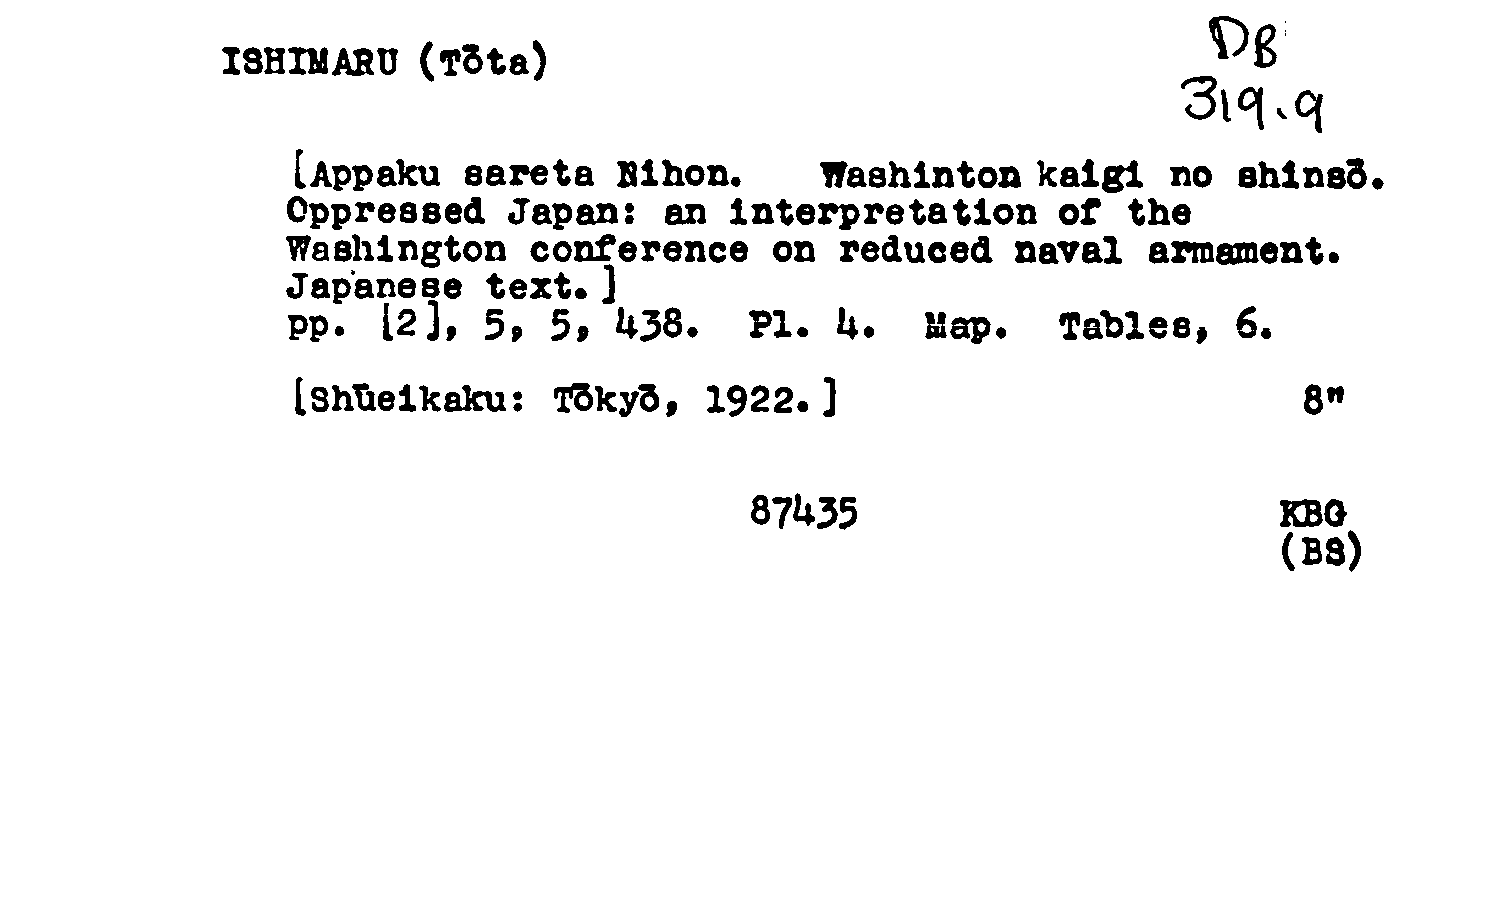 ISHIMARU (Tōta)
DB
319.9
[Appaku sareta Nihon. Washinton kaigi no shinsō.
Oppressed Japan: an interpretation of the
Washington conference on reduced naval armament.
Japanese text.]
pp. [2], 5, 5, 438. Pl. 4. Map. Tables, 6.
[Shūeikaku: Tōkyō, 1922.] 8"
87435 KBG
(BS)